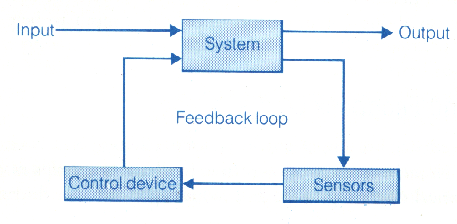 Input
System
Output
Feedback loop
Control device
Sensors